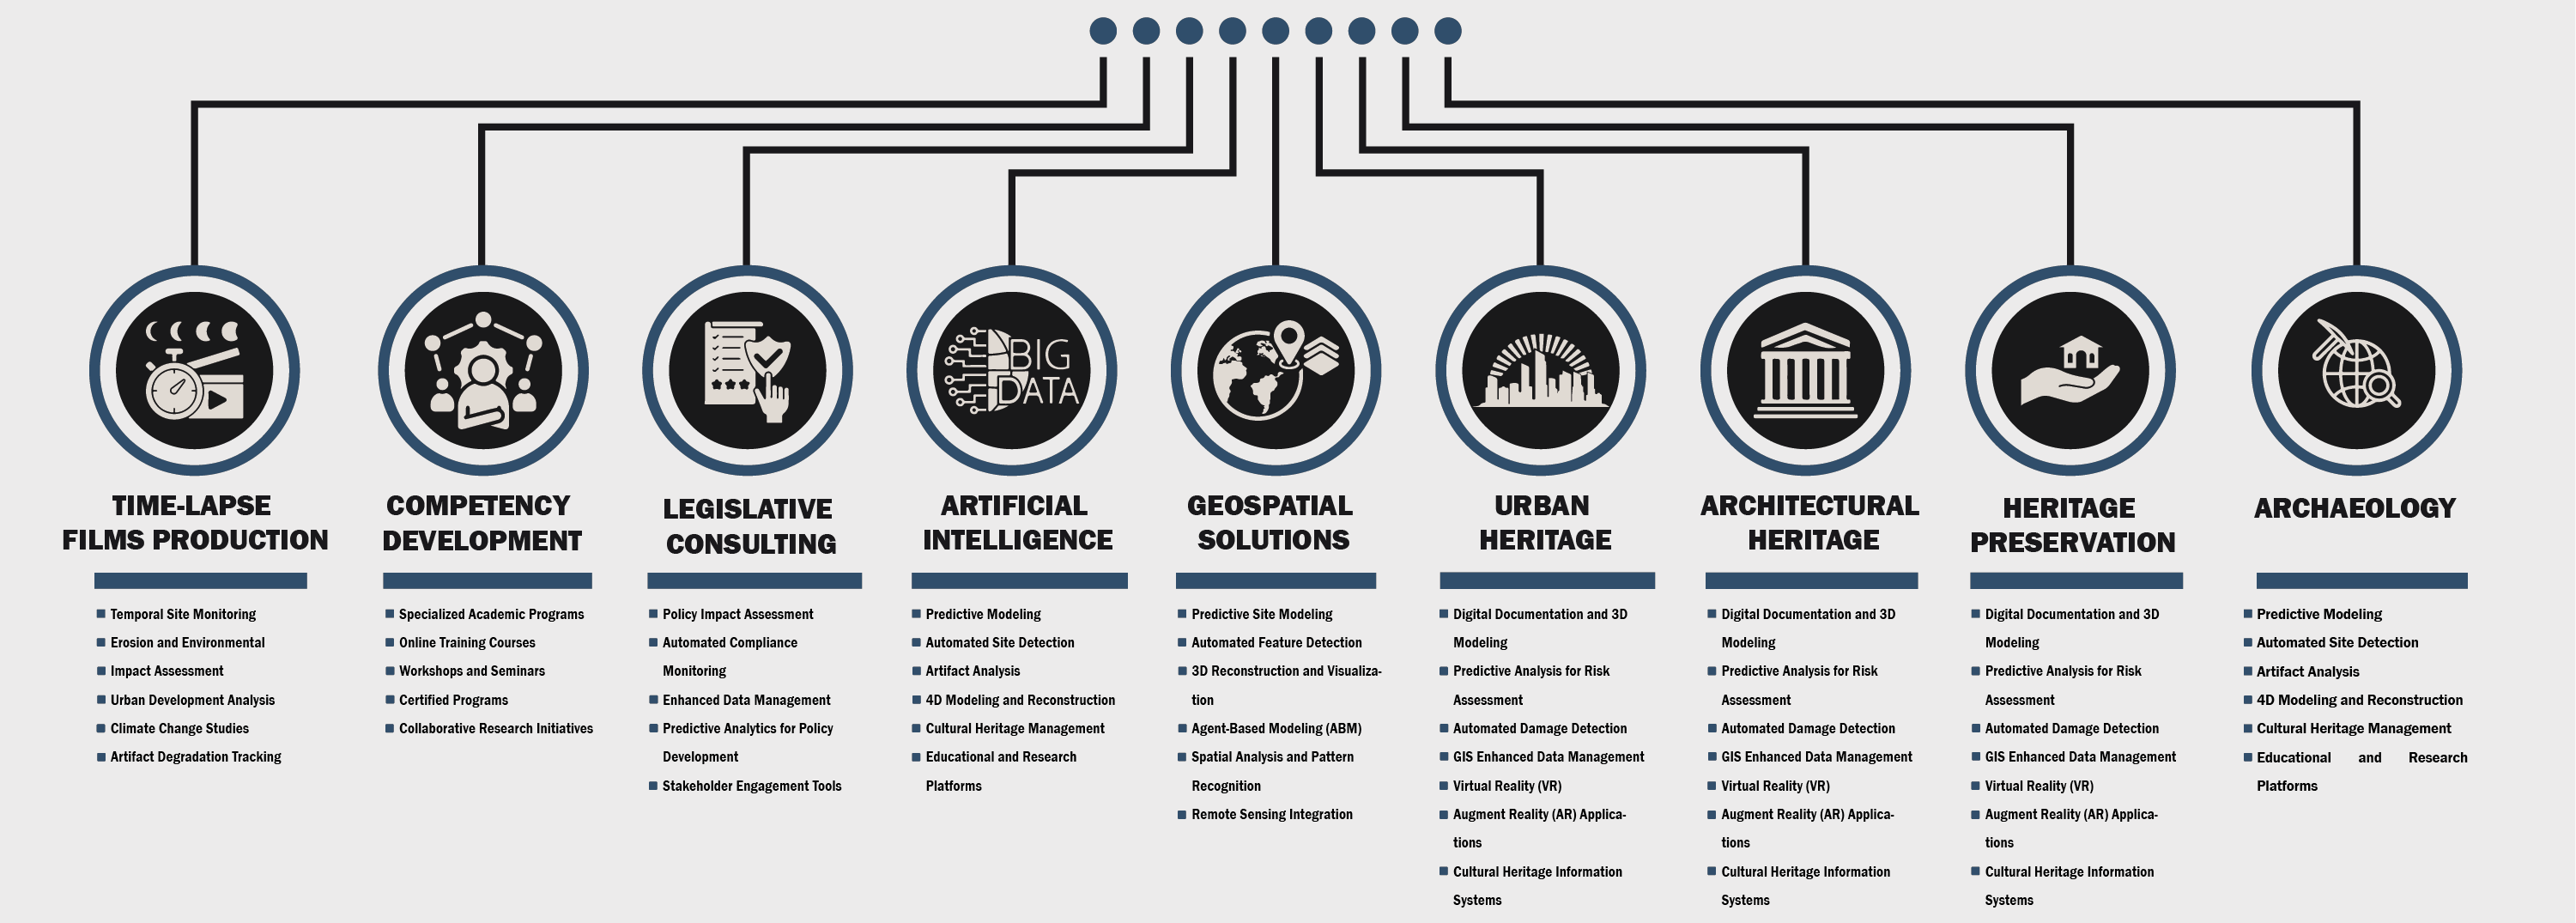 BIG
DATA
TIME-LAPSE
FILMS PRODUCTION
Temporal Site Monitoring
Erosion and Environmental
Impact Assessment
Urban Development Analysis
Climate Change Studies
Artifact Degradation Tracking
COMPETENCY
DEVELOPMENT
Specialized Academic Programs
Online Training Courses
Workshops and Seminars
Certified Programs
Collaborative Research Initiatives
LEGISLATIVE
CONSULTING
Policy Impact Assessment
Automated Compliance
Monitoring
Enhanced Data Management
Predictive Analytics for Policy
Development
Stakeholder Engagement Tools
ARTIFICIAL
INTELLIGENCE
Predictive Modeling
Automated Site Detection
Artifact Analysis
4D Modeling and Reconstruction
Cultural Heritage Management
Educational and Research
Platforms
GEOSPATIAL
SOLUTIONS
Predictive Site Modeling
Automated Feature Detection
3D Reconstruction and Visualiza-
tion
Agent-Based Modeling (ABM)
Spatial Analysis and Pattern
Recognition
Remote Sensing Integration
URBAN
HERITAGE
Digital Documentation and 3D
Modeling
Predictive Analysis for Risk
Assessment
Automated Damage Detection
GIS Enhanced Data Management
Virtual Reality (VR)
Augment Reality (AR) Applica-
tions
Cultural Heritage Information
Systems
ARCHITECTURAL
HERITAGE
Digital Documentation and 3D
Modeling
Predictive Analysis for Risk
Assessment
Automated Damage Detection
GIS Enhanced Data Management
Virtual Reality (VR)
Augment Reality (AR) Applica-
tions
Cultural Heritage Information
Systems
HERITAGE
PRESERVATION
Digital Documentation and 3D
Modeling
Predictive Analysis for Risk
Assessment
Automated Damage Detection
GIS Enhanced Data Management
Virtual Reality (VR)
Augment Reality (AR) Applica-
tions
Cultural Heritage Information
Systems
ARCHAEOLOGY
Predictive Modeling
Automated Site Detection
Artifact Analysis
4D Modeling and Reconstruction
Cultural Heritage Management
Educational and Research
Platforms